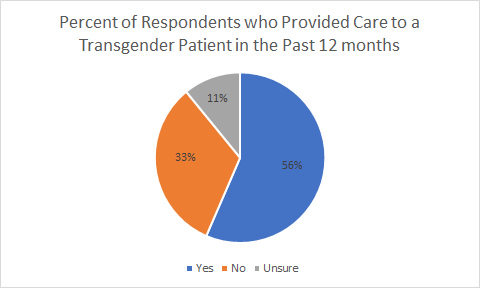 Percent of Respondents who Provided Care to a
Transgender Patient in the Past 12 months
11%
33%
56%
Yes No Unsure